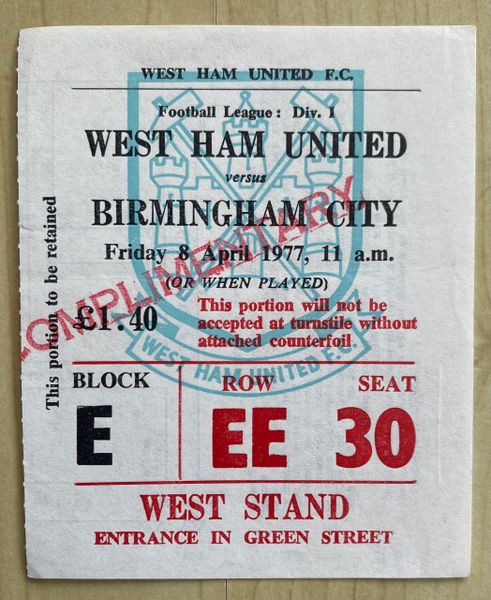 WEST HAM UNITED F.C.
Football League: Div. I
WEST HAM UNITED
versus
BIRMINGHAM CITY
Friday 8 April 1977, 11 a.m.
(OR WHEN PLAYED)
£1.40
This portion will not be
accepted at turnstile without
attached counterfoil
This portion to be retained
COMPLIMENTARY
WEST HAM UNITED F.C.
BLOCK ROW SEAT
E EE 30
WEST STAND
ENTRANCE IN GREEN STREET